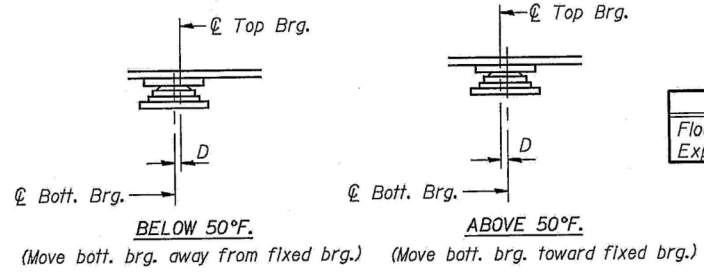 ℄ Top Brg.
D
℄ Bott. Brg.
BELOW 50°F.
(Move bott. brg. away from fixed brg.)
℄ Top Brg.
D
℄ Bott. Brg.
ABOVE 50°F.
(Move bott. brg. toward fixed brg.)